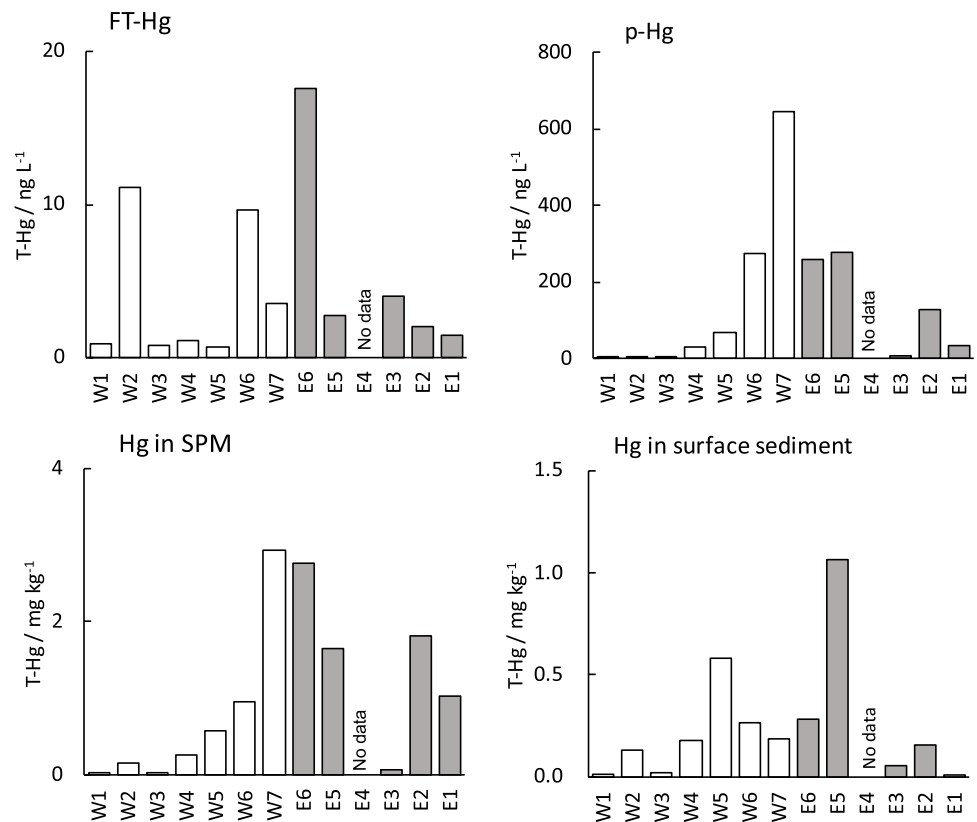 FT-Hg
20
10
0
T-Hg / ng L-1
No data
W1 W2 W3 W4 W5 W6 W7 E6 E5 E4 E3 E2 E1
p-Hg
800
600
400
200
0
T-Hg / ng L-1
No data
W1 W2 W3 W4 W5 W6 W7 E6 E5 E4 E3 E2 E1
Hg in SPM
4
2
0
T-Hg / mg kg-1
No data
W1 W2 W3 W4 W5 W6 W7 E6 E5 E4 E3 E2 E1
Hg in surface sediment
1.5
1.0
0.5
0.0
T-Hg / mg kg-1
No data
W1 W2 W3 W4 W5 W6 W7 E6 E5 E4 E3 E2 E1